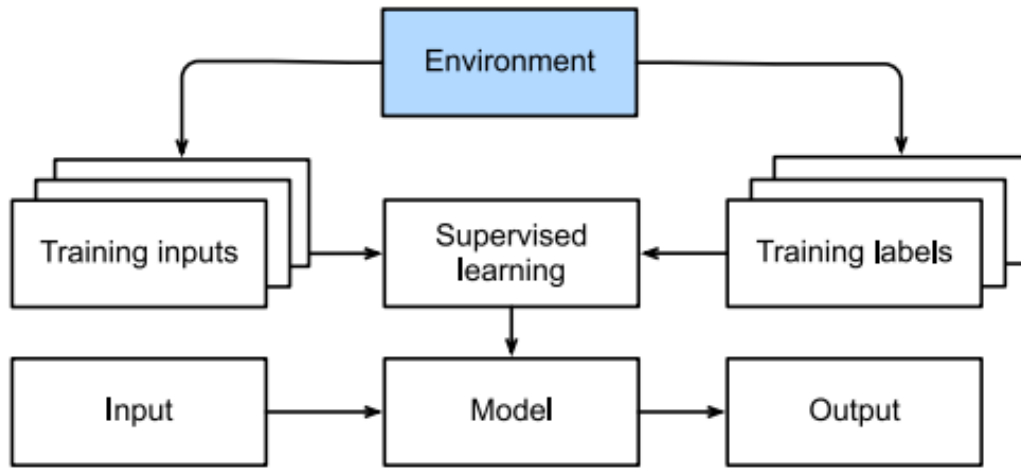 Environment
Training inputs
Supervised
learning
Training labels
Input
Model
Output